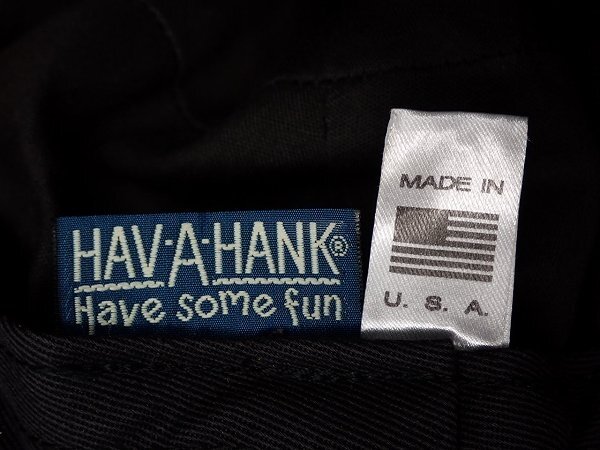 HAV-A-HANK®
Have some fun
MADE IN
U. S. A.